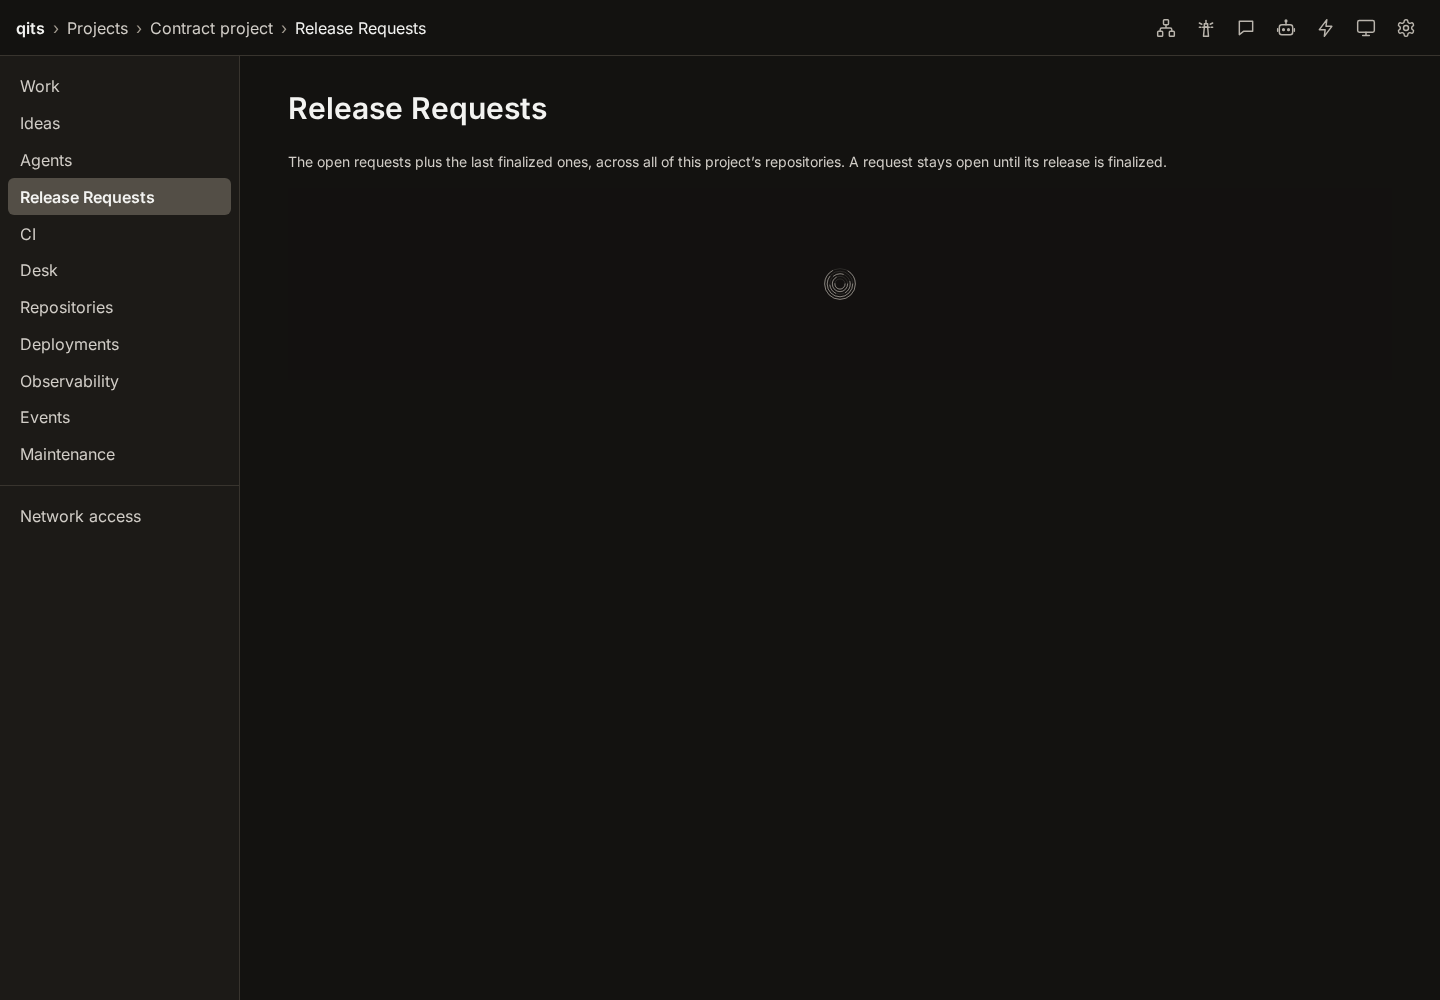 qits › Projects › Contract project › Release Requests
Work
Ideas
Agents
Release Requests
CI
Desk
Repositories
Deployments
Observability
Events
Maintenance
Network access
Release Requests
The open requests plus the last finalized ones, across all of this project’s repositories. A request stays open until its release is finalized.